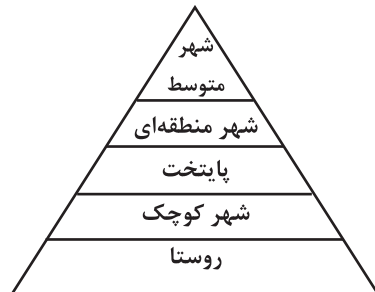 شهر
متوسط
شهر منطقه‌ای
پایتخت
شهر کوچک
روستا